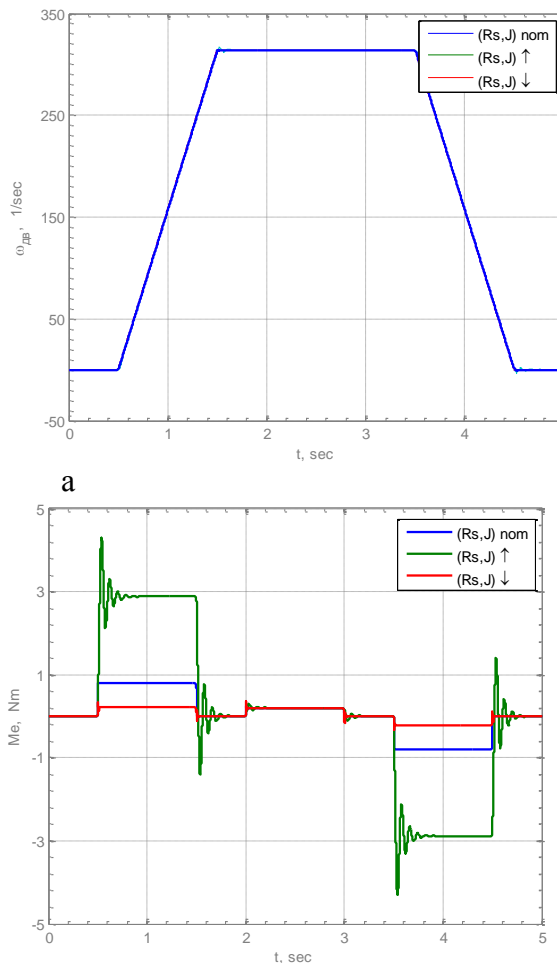 350
250
150
50
-50
ω_ДВ, 1/sec
(Rs,J) nom
(Rs,J) ↑
(Rs,J) ↓
0 1 2 3 4 5
t, sec
a
5
3
1
-1
-3
-5
Me, Nm
(Rs,J) nom
(Rs,J) ↑
(Rs,J) ↓
0 1 2 3 4 5
t, sec